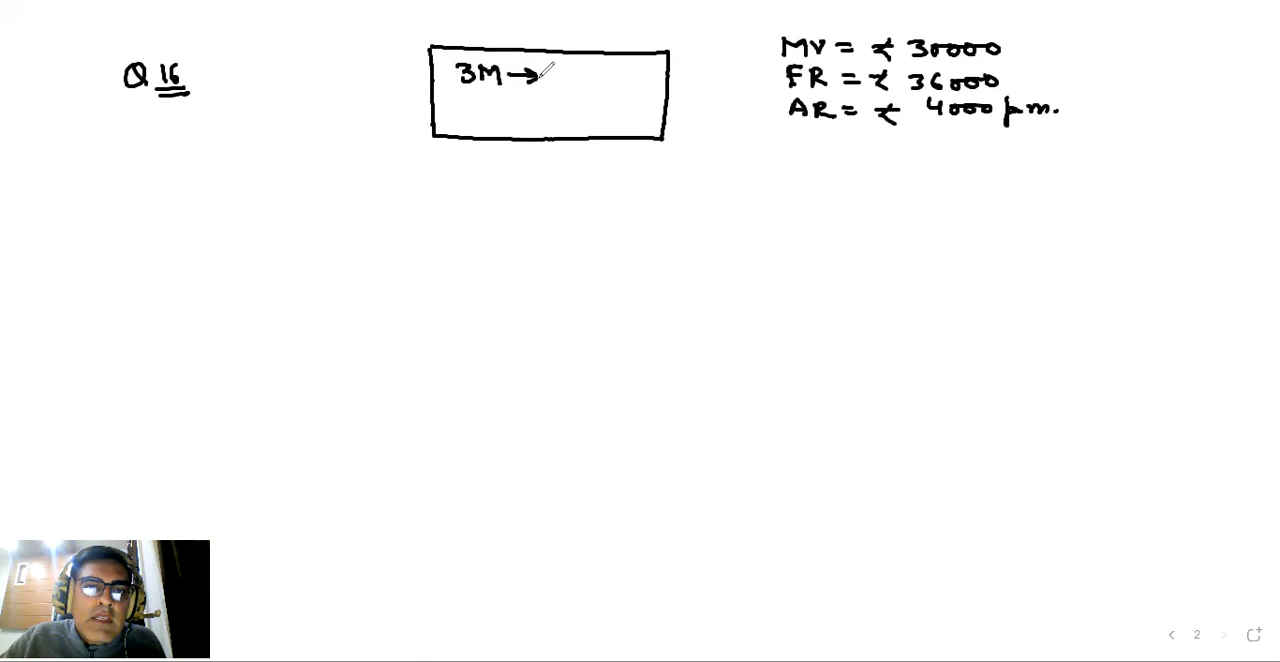 Q 16
3M →
MV = ₹ 30000
FR = ₹ 36000
AR = ₹ 4000 p.m.
2